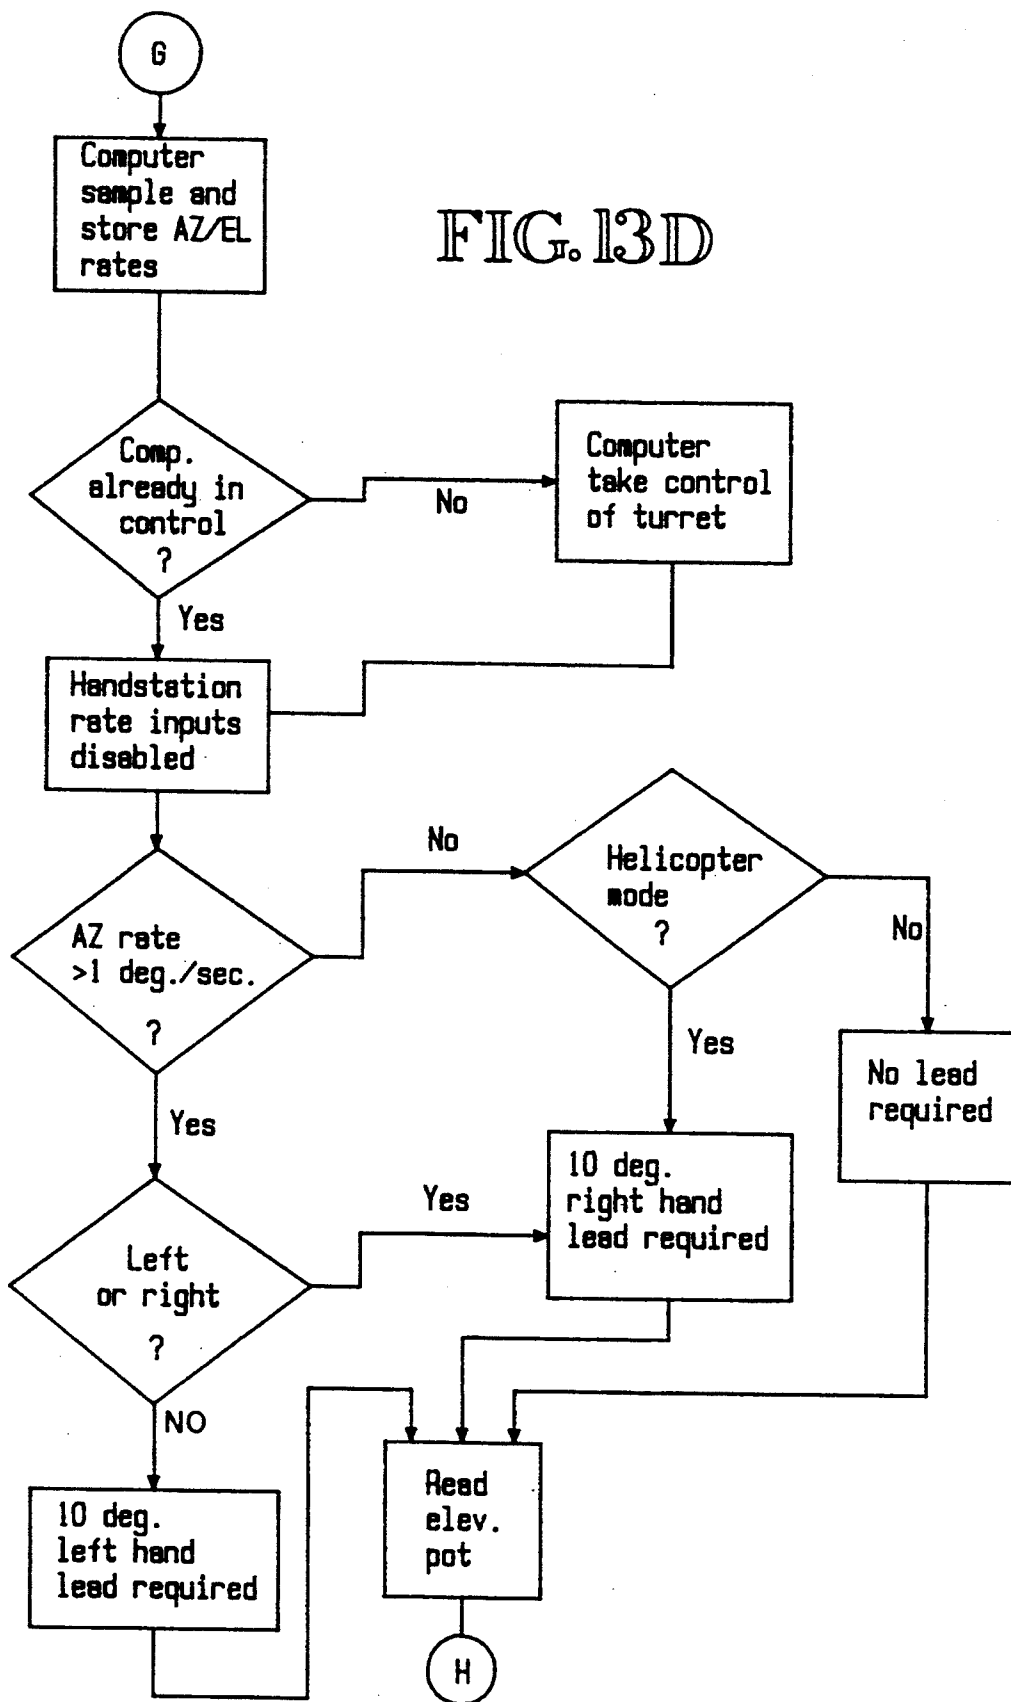 G
Computer
sample and
store AZ/EL
rates
FIG. 13D
Comp.
already in
control
?
No
Computer
take control
of turret
Yes
Handstation
rate inputs
disabled
AZ rate
>1 deg./sec.
?
No
Helicopter
mode
?
No
Yes
No lead
required
Yes
10 deg.
right hand
lead required
Left
or right
?
Yes
NO
10 deg.
left hand
lead required
Read
elev.
pot
H